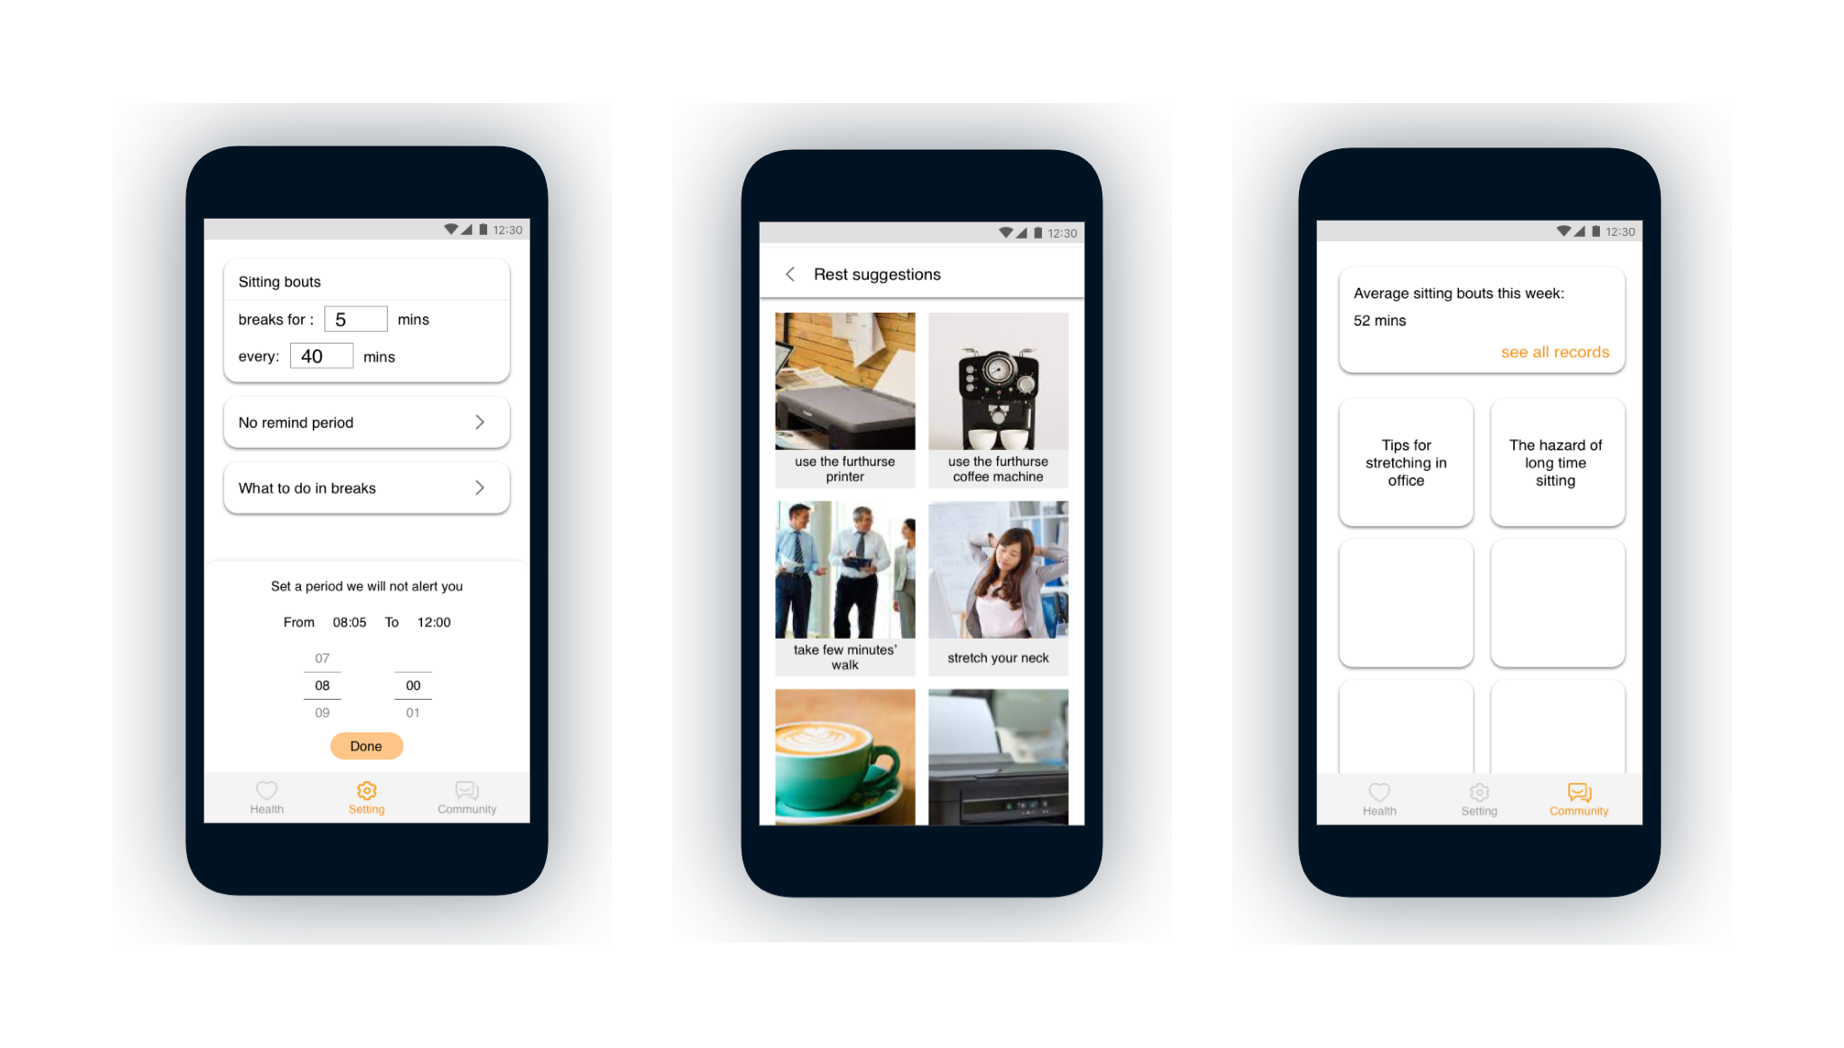 12:30
Sitting bouts
breaks for : 5 mins
every: 40 mins
No remind period
What to do in breaks
Set a period we will not alert you
From 08:05 To 12:00
07
08 00
09 01
Done
Health Setting Community
12:30
Rest suggestions
use the furthurse
printer
use the furthurse
coffee machine
take few minutes'
walk
stretch your neck
12:30
Average sitting bouts this week:
52 mins
see all records
Tips for
stretching in
office
The hazard of
long time
sitting
Health Setting Community